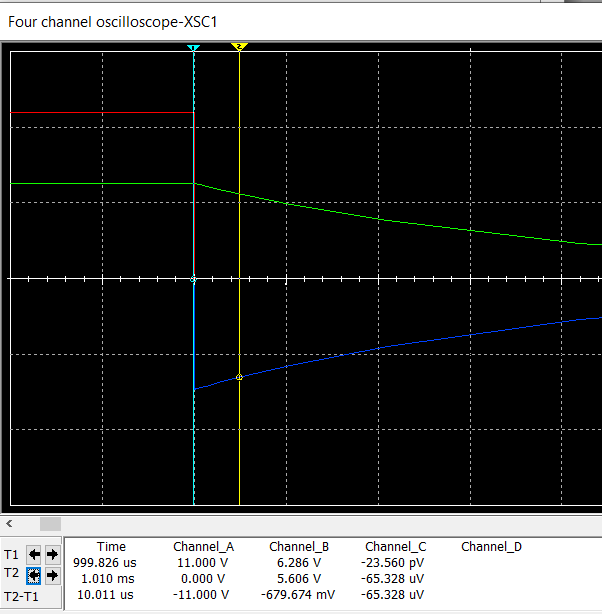 Four channel oscilloscope-XSC1
1
2
Time Channel_A Channel_B Channel_C Channel_D
T1 999.826 us 11.000 V 6.286 V -23.560 pV
T2 1.010 ms 0.000 V 5.606 V -65.328 uV
T2-T1 10.011 us -11.000 V -679.674 mV -65.328 uV